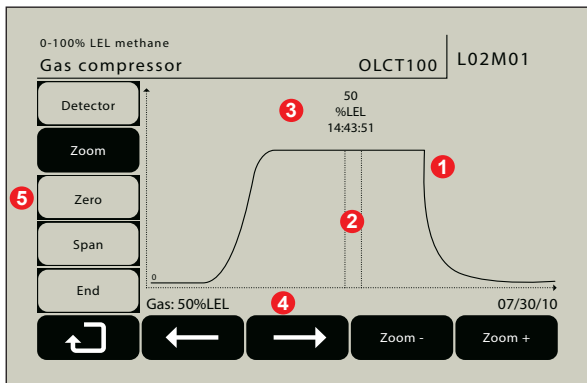 0-100% LEL methane
Gas compressor OLCT100 L02M01
Detector
Zoom
Zero
Span
End
50
%LEL
14:43:51
3
1
5
2
0
4
Gas: 50%LEL 07/30/10
Zoom - Zoom +